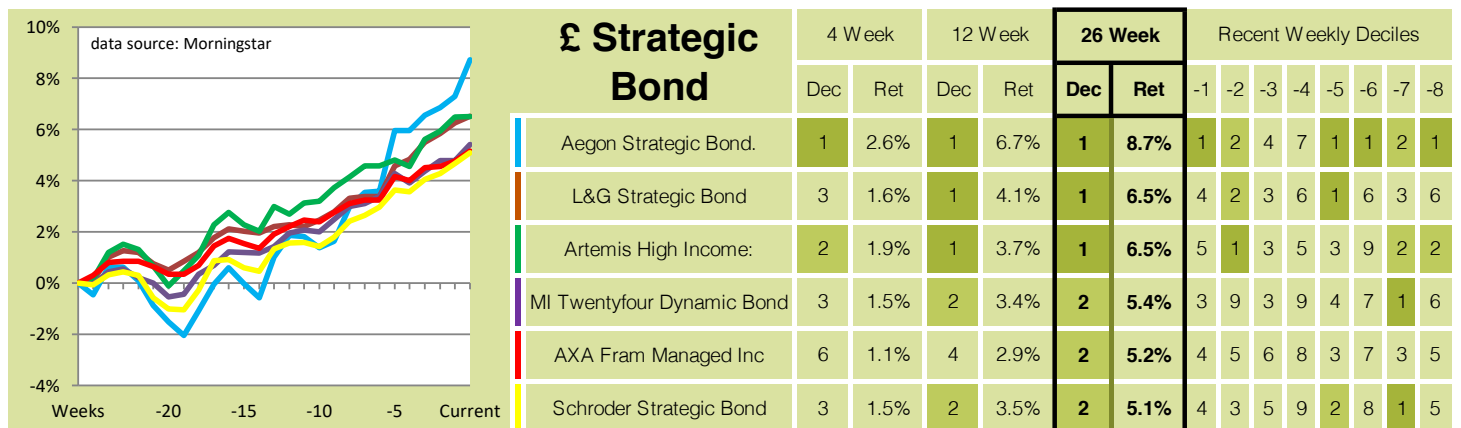 10%
8%
6%
4%
2%
0%
-2%
-4%
data source: Morningstar
Weeks -20 -15 -10 -5 Current
£ Strategic Bond
4 Week 12 Week 26 Week Recent Weekly Deciles
Dec Ret Dec Ret Dec Ret -1 -2 -3 -4 -5 -6 -7 -8
Aegon Strategic Bond. 1 2.6% 1 6.7% 1 8.7% 1 2 4 7 1 1 2 1
L&G Strategic Bond 3 1.6% 1 4.1% 1 6.5% 4 2 3 6 1 6 3 6
Artemis High Income: 2 1.9% 1 3.7% 1 6.5% 5 1 3 5 3 9 2 2
MI Twentyfour Dynamic Bond 3 1.5% 2 3.4% 2 5.4% 3 9 3 9 4 7 1 6
AXA Fram Managed Inc 6 1.1% 4 2.9% 2 5.2% 4 5 6 8 3 7 3 5
Schroder Strategic Bond 3 1.5% 2 3.5% 2 5.1% 4 3 5 9 2 8 1 5